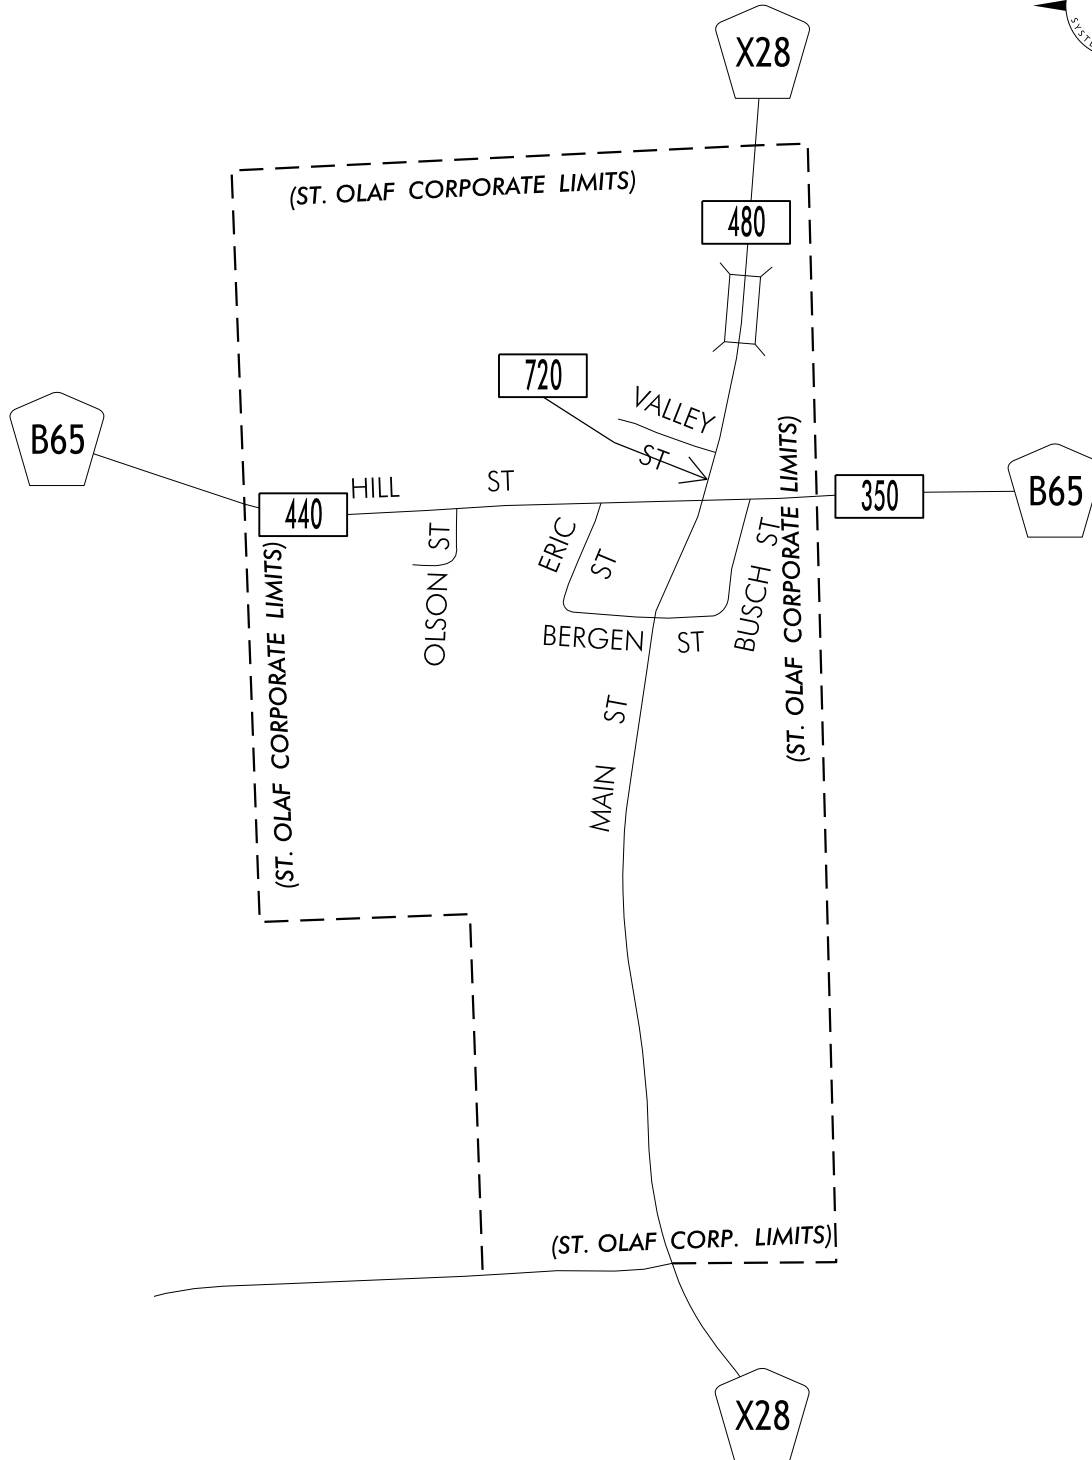 X28
SYST
(ST. OLAF CORPORATE LIMITS)
480
720
VALLEY ST
B65
HILL ST
440
350
B65
(ST. OLAF CORPORATE LIMITS)
OLSON ST
ERIC ST
BUSCH ST
(ST. OLAF CORPORATE LIMITS)
BERGEN ST
MAIN ST
(ST. OLAF CORP. LIMITS)
X28